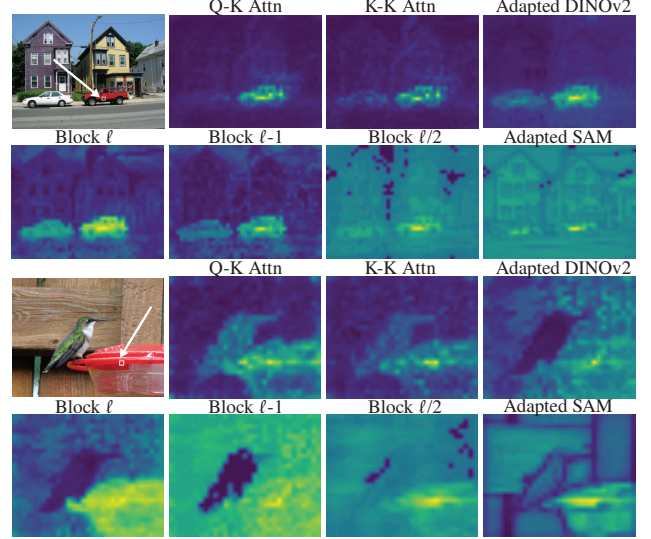 Q-K Attn K-K Attn Adapted DINOv2
Block ℓ Block ℓ-1 Block ℓ/2 Adapted SAM
Q-K Attn K-K Attn Adapted DINOv2
Block ℓ Block ℓ-1 Block ℓ/2 Adapted SAM